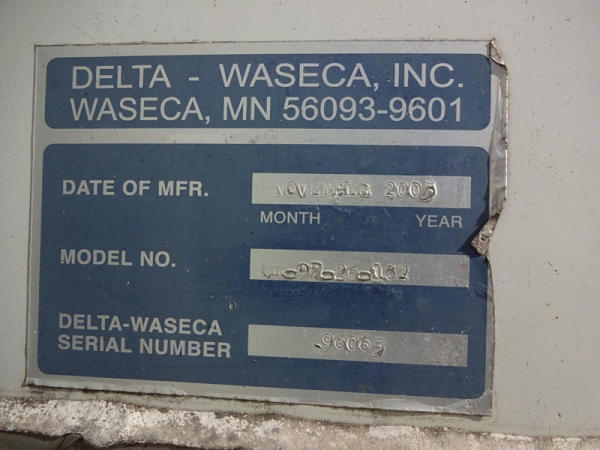 DELTA - WASECA, INC.
WASECA, MN 56093-9601
DATE OF MFR. NOVEMBER 2005
MONTH YEAR
MODEL NO.
DELTA-WASECA
SERIAL NUMBER 96065